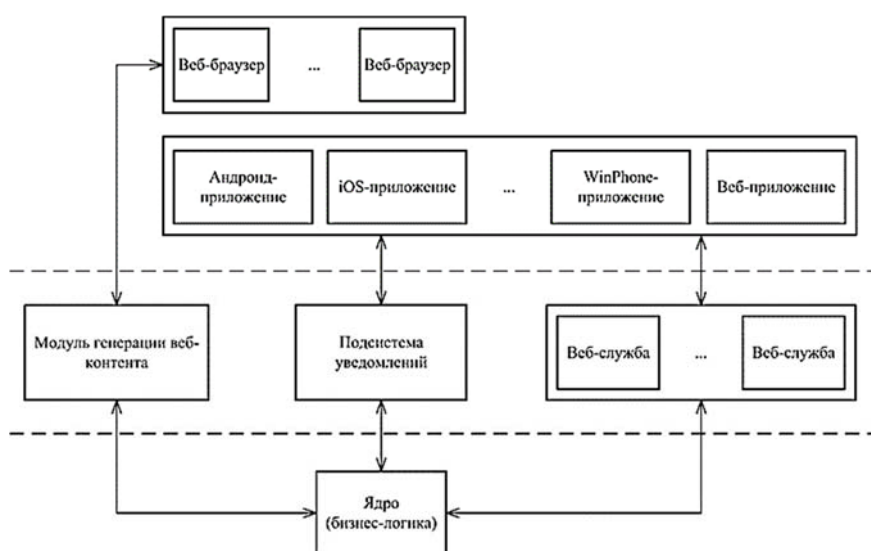 Веб-браузер ... Веб-браузер
Андроид-
приложение
iOS-приложение
...
WinPhone-
приложение
Веб-приложение
Модуль генерации веб-
контента
Подсистема
уведомлений
Веб-служба ... Веб-служба
Ядро
(бизнес-логика)